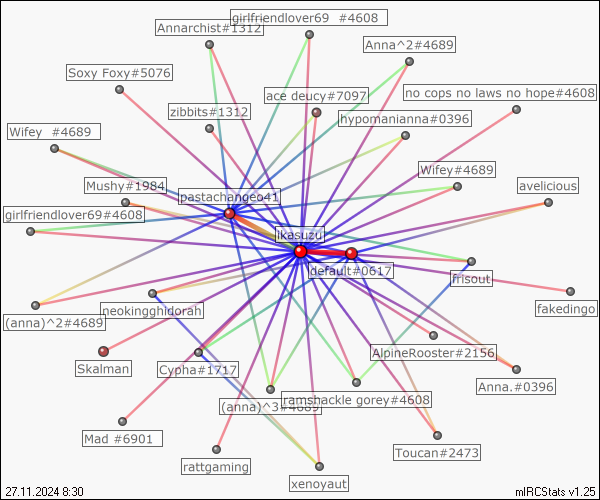 girlfriendlover69  #4608
Annarchist#1312
Anna^2#4689
Soxy Foxy#5076
no cops no laws no hope#4608
ace deucy#7097
zibbits#1312
hypomanianna#0396
Wifey  #4689
Wifey#4689
Mushy#1984
avelicious
pastachangeo41
girlfriendlover69#4608
ikasuzu
default#0617
frisout
fakedingo
neokingghidorah
(anna)^2#4689
AlpineRooster#2156
Skalman
Cypha#1717
Anna.#0396
ramshackle gorey#4608
(anna)^3#4689
Mad #6901
Toucan#2473
rattgaming
xenoyaut
27.11.2024 8:30
mIRCStats v1.25